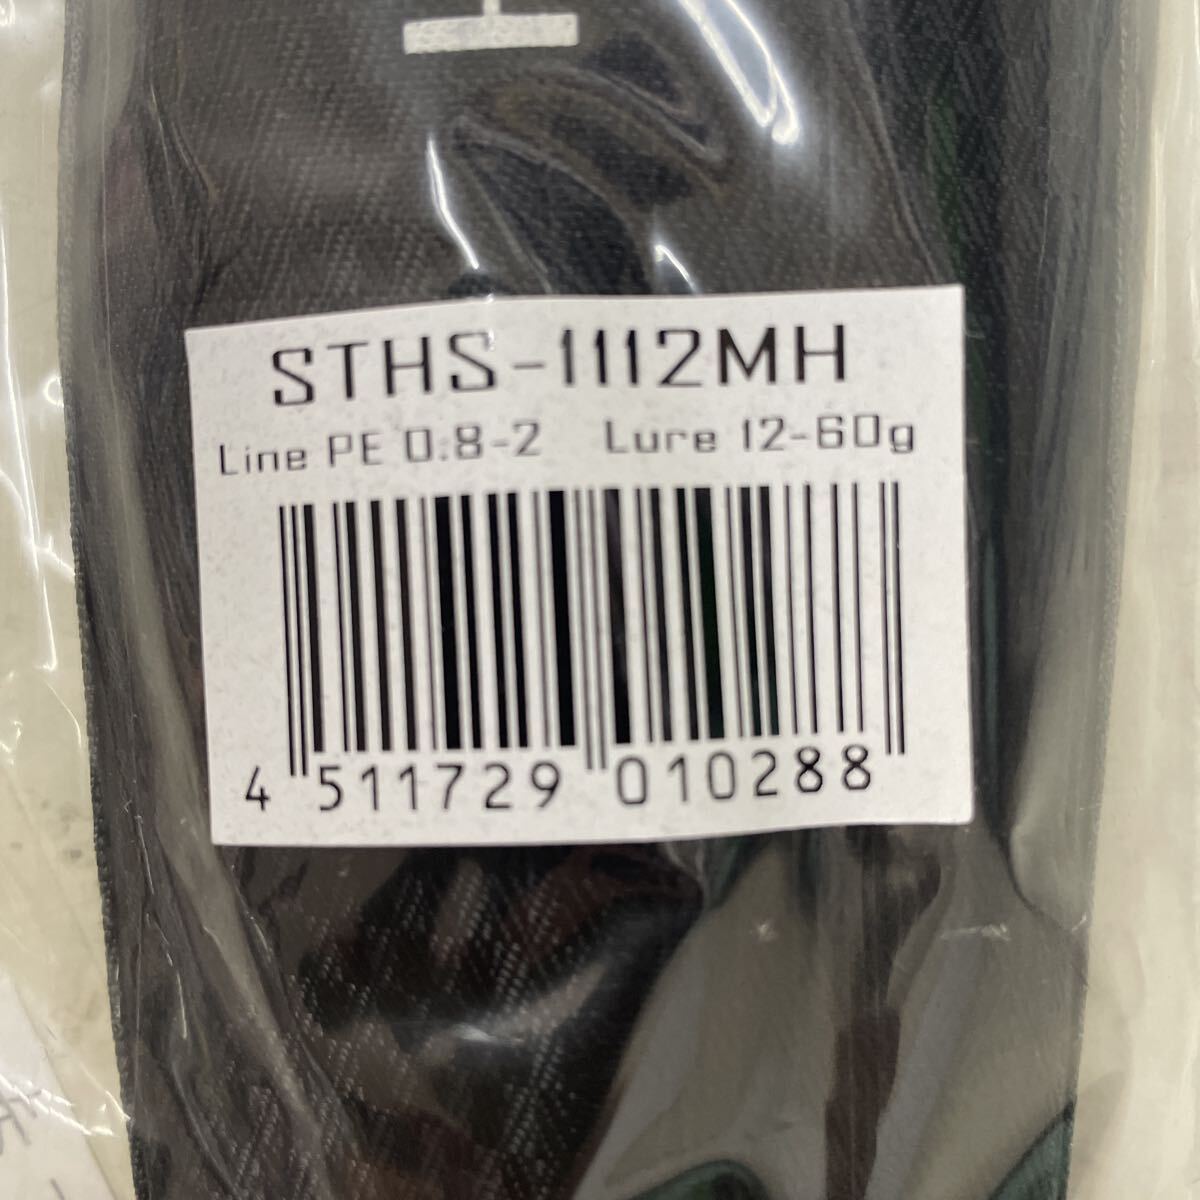 STHS-1112MH
Line PE 0.8-2 Lure 12-60g
4 511729 010288